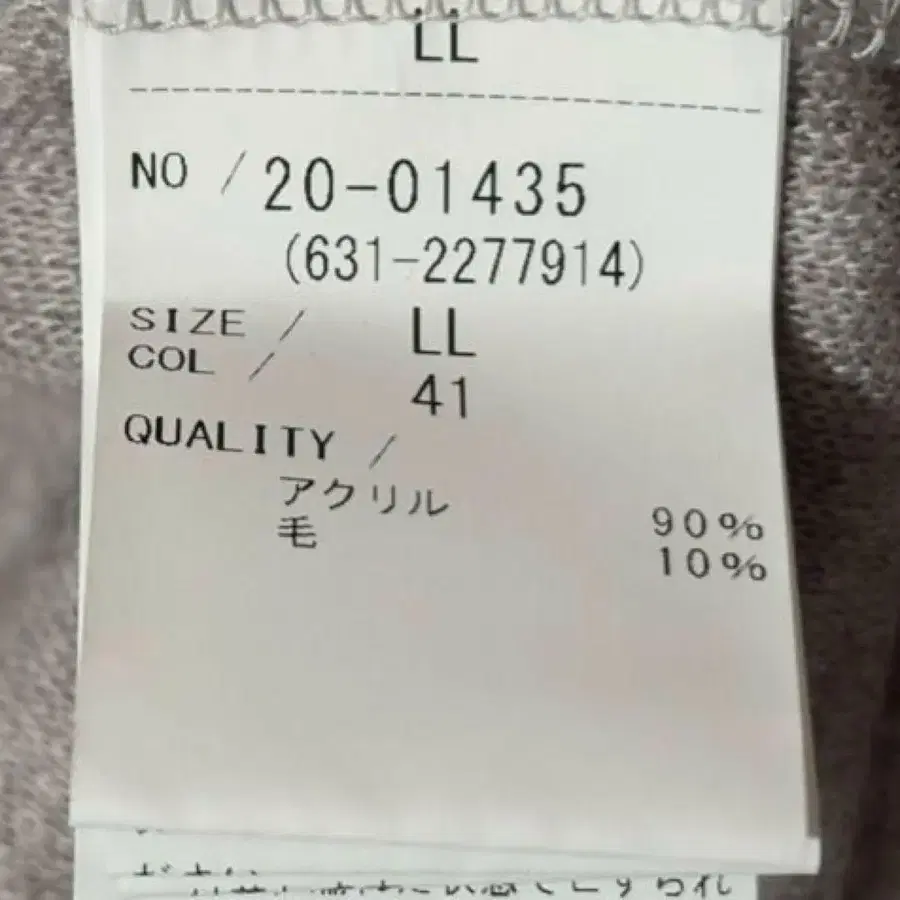 LL
NO / 20-01435
(631-2277914)
SIZE / LL
COL / 41
QUALITY /
アクリル 90%
毛 10%